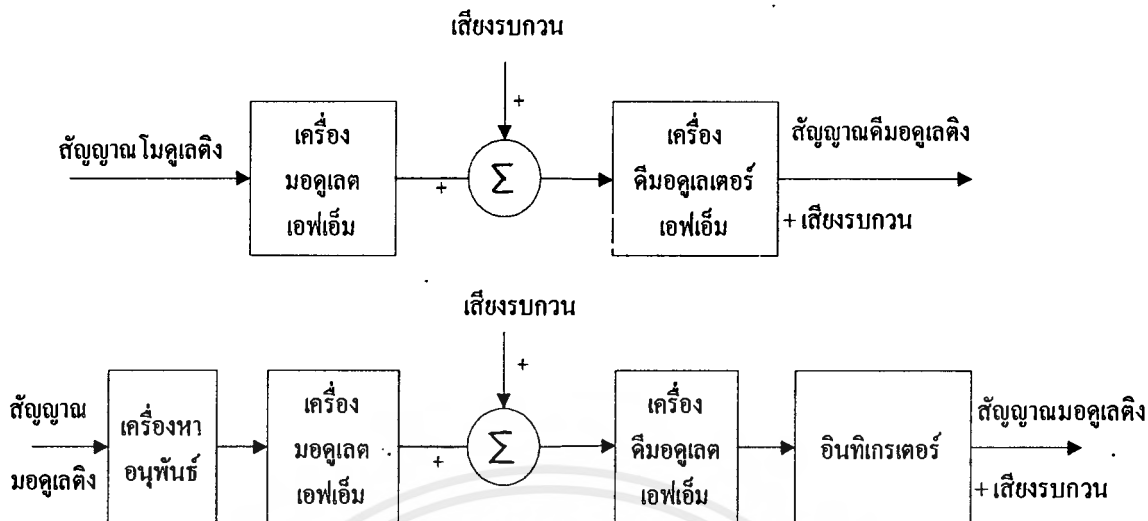 เสียงรบกวน
+
สัญญาณโมดูเลติง
เครื่อง
มอดูเลต
เอฟเอ็ม
+
Σ
เครื่อง
ดีมอดูเลเตอร์
เอฟเอ็ม
สัญญาณดีมอดูเลติง
+ เสียงรบกวน
เสียงรบกวน
+
สัญญาณ
มอดูเลติง
เครื่องหา
อนุพันธ์
เครื่อง
มอดูเลต
เอฟเอ็ม
+
Σ
เครื่อง
ดีมอดูเลต
เอฟเอ็ม
อินทิเกรเตอร์
สัญญาณมอดูเลติง
+ เสียงรบกวน